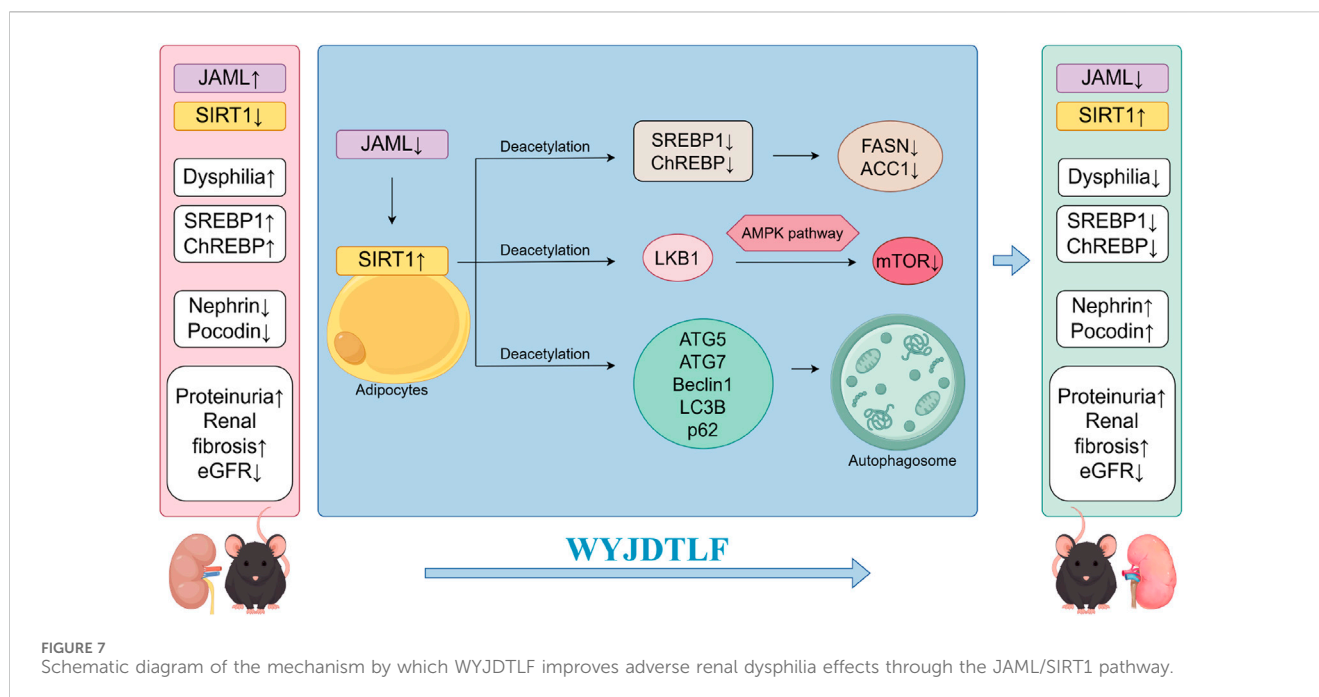 JAML↑
SIRT1↓
Dysphilia↑
SREBP1↑
ChREBP↑
Nephrin↓
Pocodin↓
Proteinuria↑
Renal
fibrosis↑
eGFR↓
JAML↓
SIRT1↑
Adipocytes
Deacetylation
SREBP1↓
ChREBP↓
FASN↓
ACC1↓
Deacetylation
LKB1
AMPK pathway
mTOR↓
Deacetylation
ATG5
ATG7
Beclin1
LC3B
p62
Autophagosome
JAML↓
SIRT1↑
Dysphilia↓
SREBP1↓
ChREBP↓
Nephrin↑
Pocodin↑
Proteinuria↑
Renal
fibrosis↑
eGFR↓
WYJDTLF
FIGURE 7
Schematic diagram of the mechanism by which WYJDTLF improves adverse renal dysphilia effects through the JAML/SIRT1 pathway.